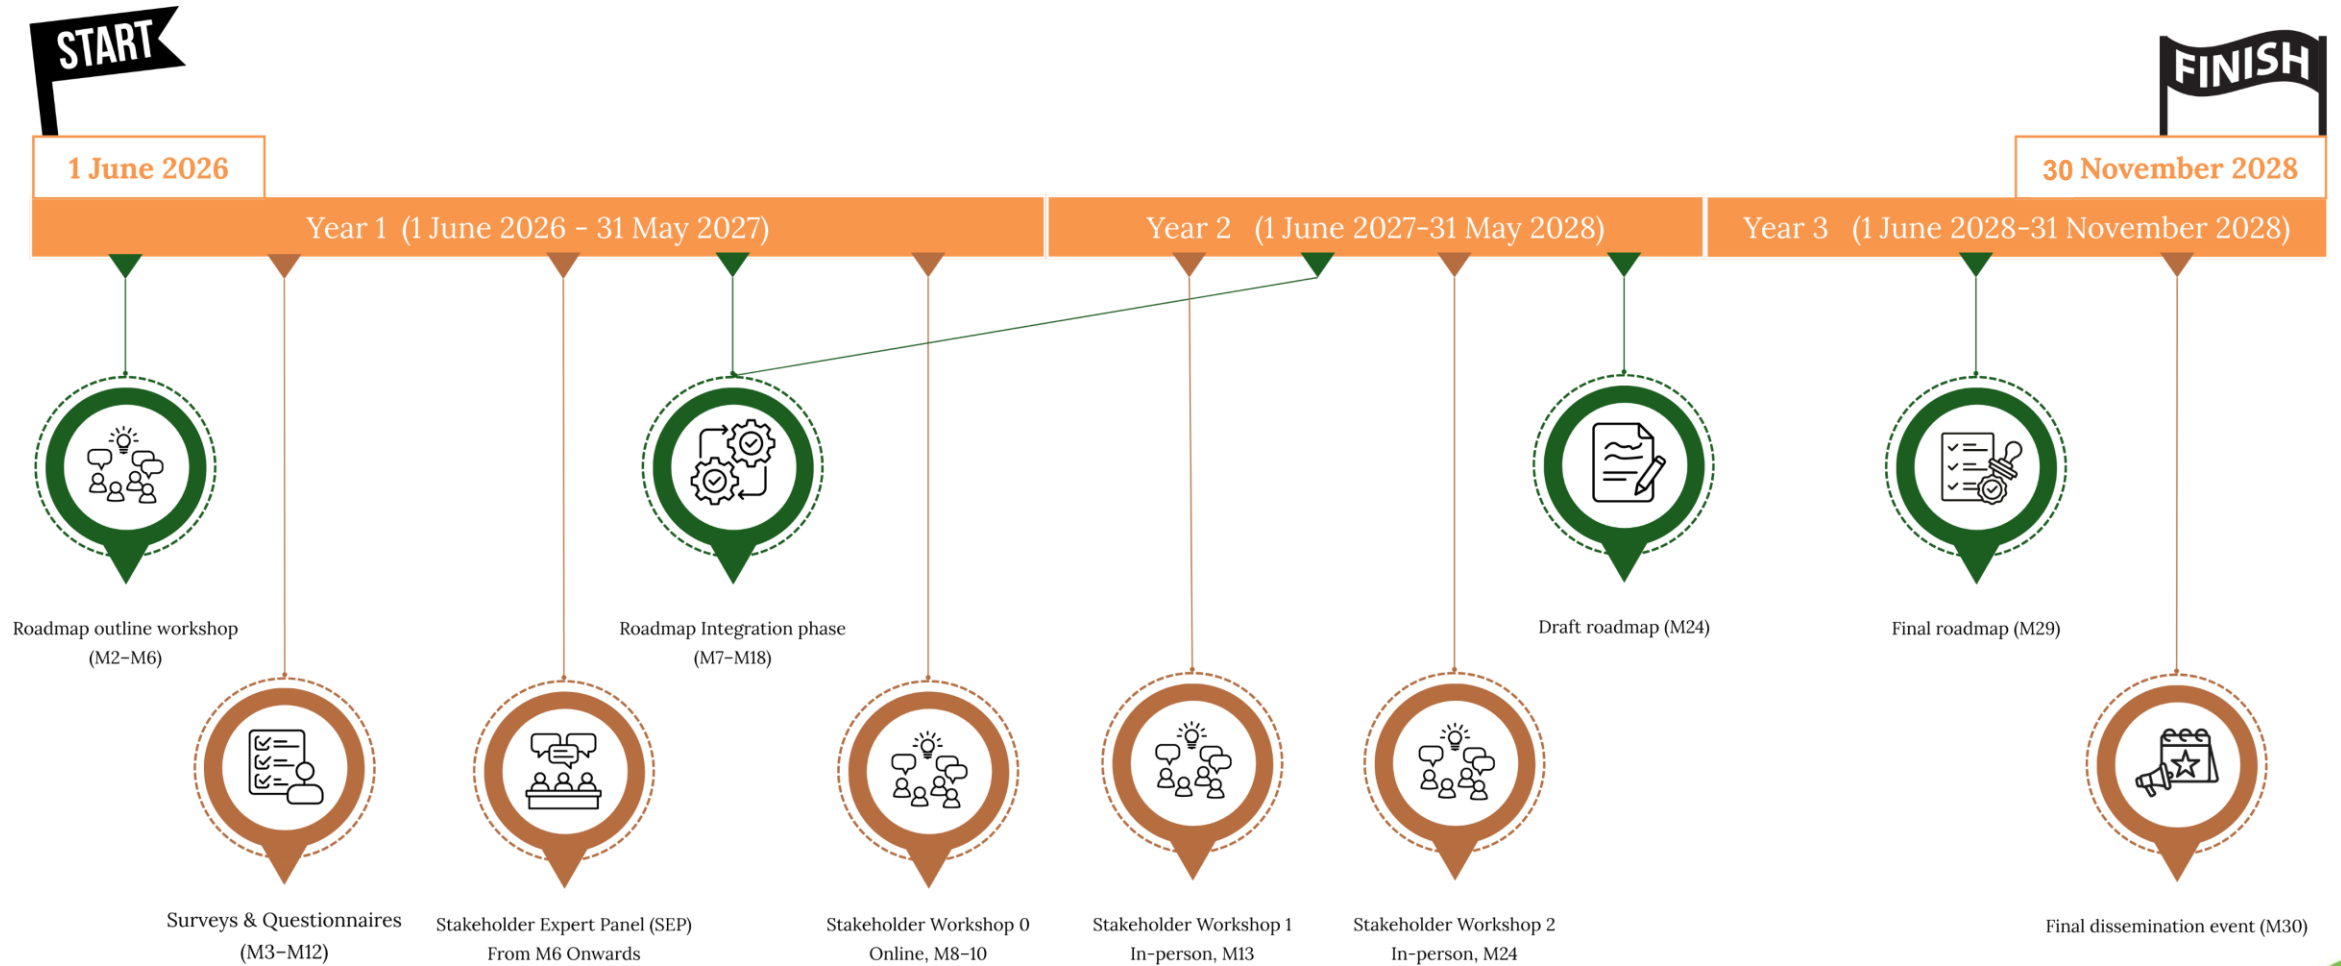 START
FINISH
1 June 2026
30 November 2028
Year 1 (1 June 2026 - 31 May 2027)
Year 2 (1 June 2027-31 May 2028)
Year 3 (1 June 2028-31 November 2028)
Roadmap outline workshop
(M2–M6)
Roadmap Integration phase
(M7–M18)
Draft roadmap (M24)
Final roadmap (M29)
Surveys & Questionnaires
(M3–M12)
Stakeholder Expert Panel (SEP)
From M6 Onwards
Stakeholder Workshop 0
Online, M8–10
Stakeholder Workshop 1
In-person, M13
Stakeholder Workshop 2
In-person, M24
Final dissemination event (M30)